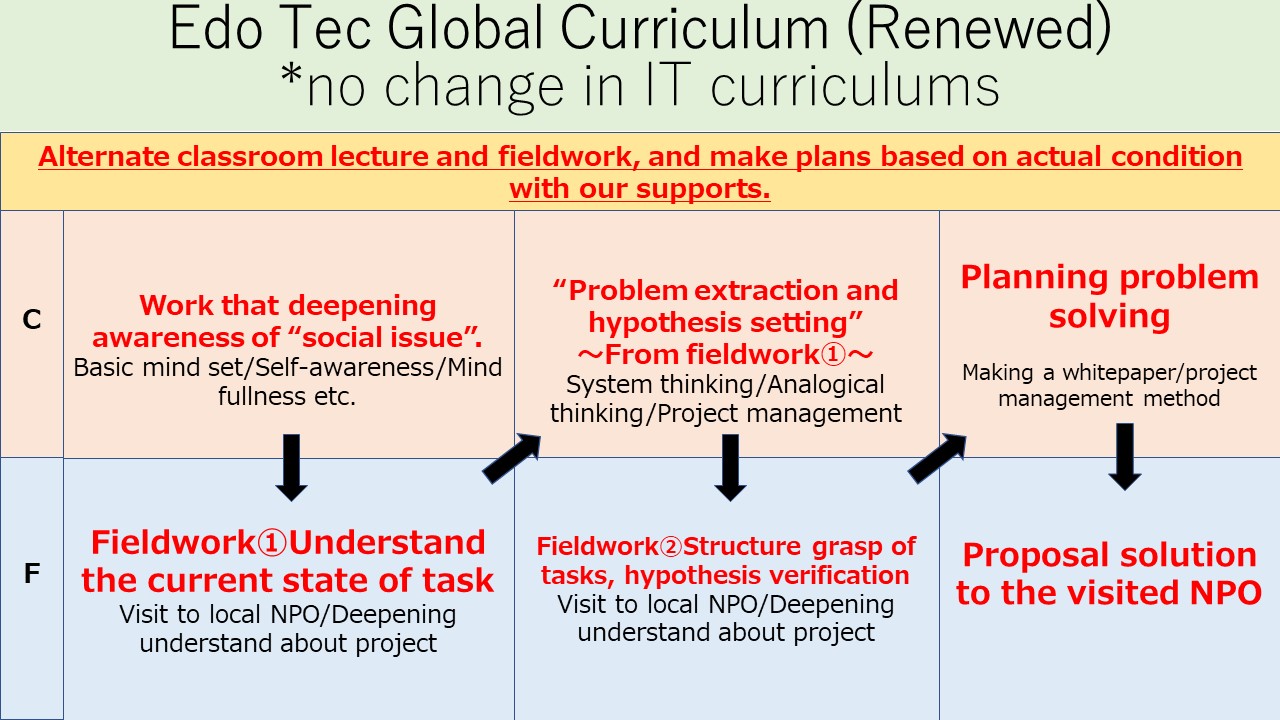 Edo Tec Global Curriculum (Renewed)
*no change in IT curriculums
Alternate classroom lecture and fieldwork, and make plans based on actual condition
with our supports.
C
Work that deepening
awareness of “social issue”.
Basic mind set/Self-awareness/Mind
fullness etc.
“Problem extraction and
hypothesis setting”
～From fieldwork①～
System thinking/Analogical
thinking/Project management
Planning problem
solving
Making a whitepaper/project
management method
F
Fieldwork①Understand
the current state of task
Visit to local NPO/Deepening
understand about project
Fieldwork②Structure grasp of
tasks, hypothesis verification
Visit to local NPO/Deepening
understand about project
Proposal solution
to the visited NPO